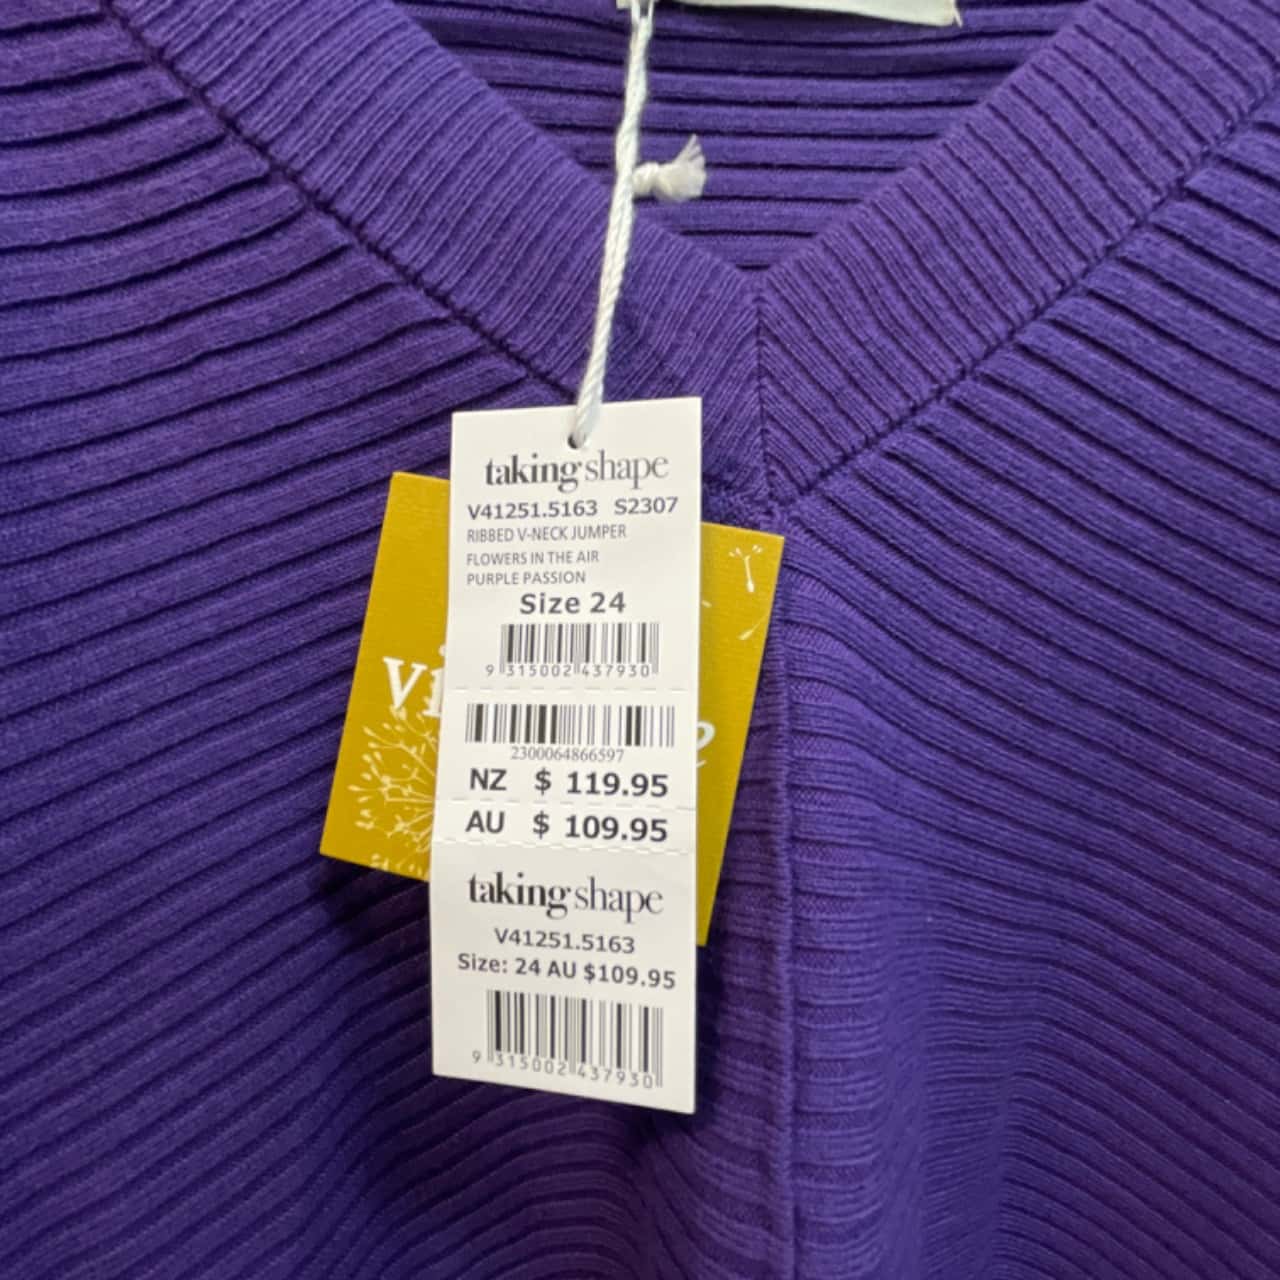 taking shape
V41251.5163 S2307
RIBBED V-NECK JUMPER
FLOWERS IN THE AIR
PURPLE PASSION
Size 24
9 315002 437930
2300064866597
NZ $ 119.95
AU $ 109.95
taking shape
V41251.5163
Size: 24 AU $109.95
9 315002 437930